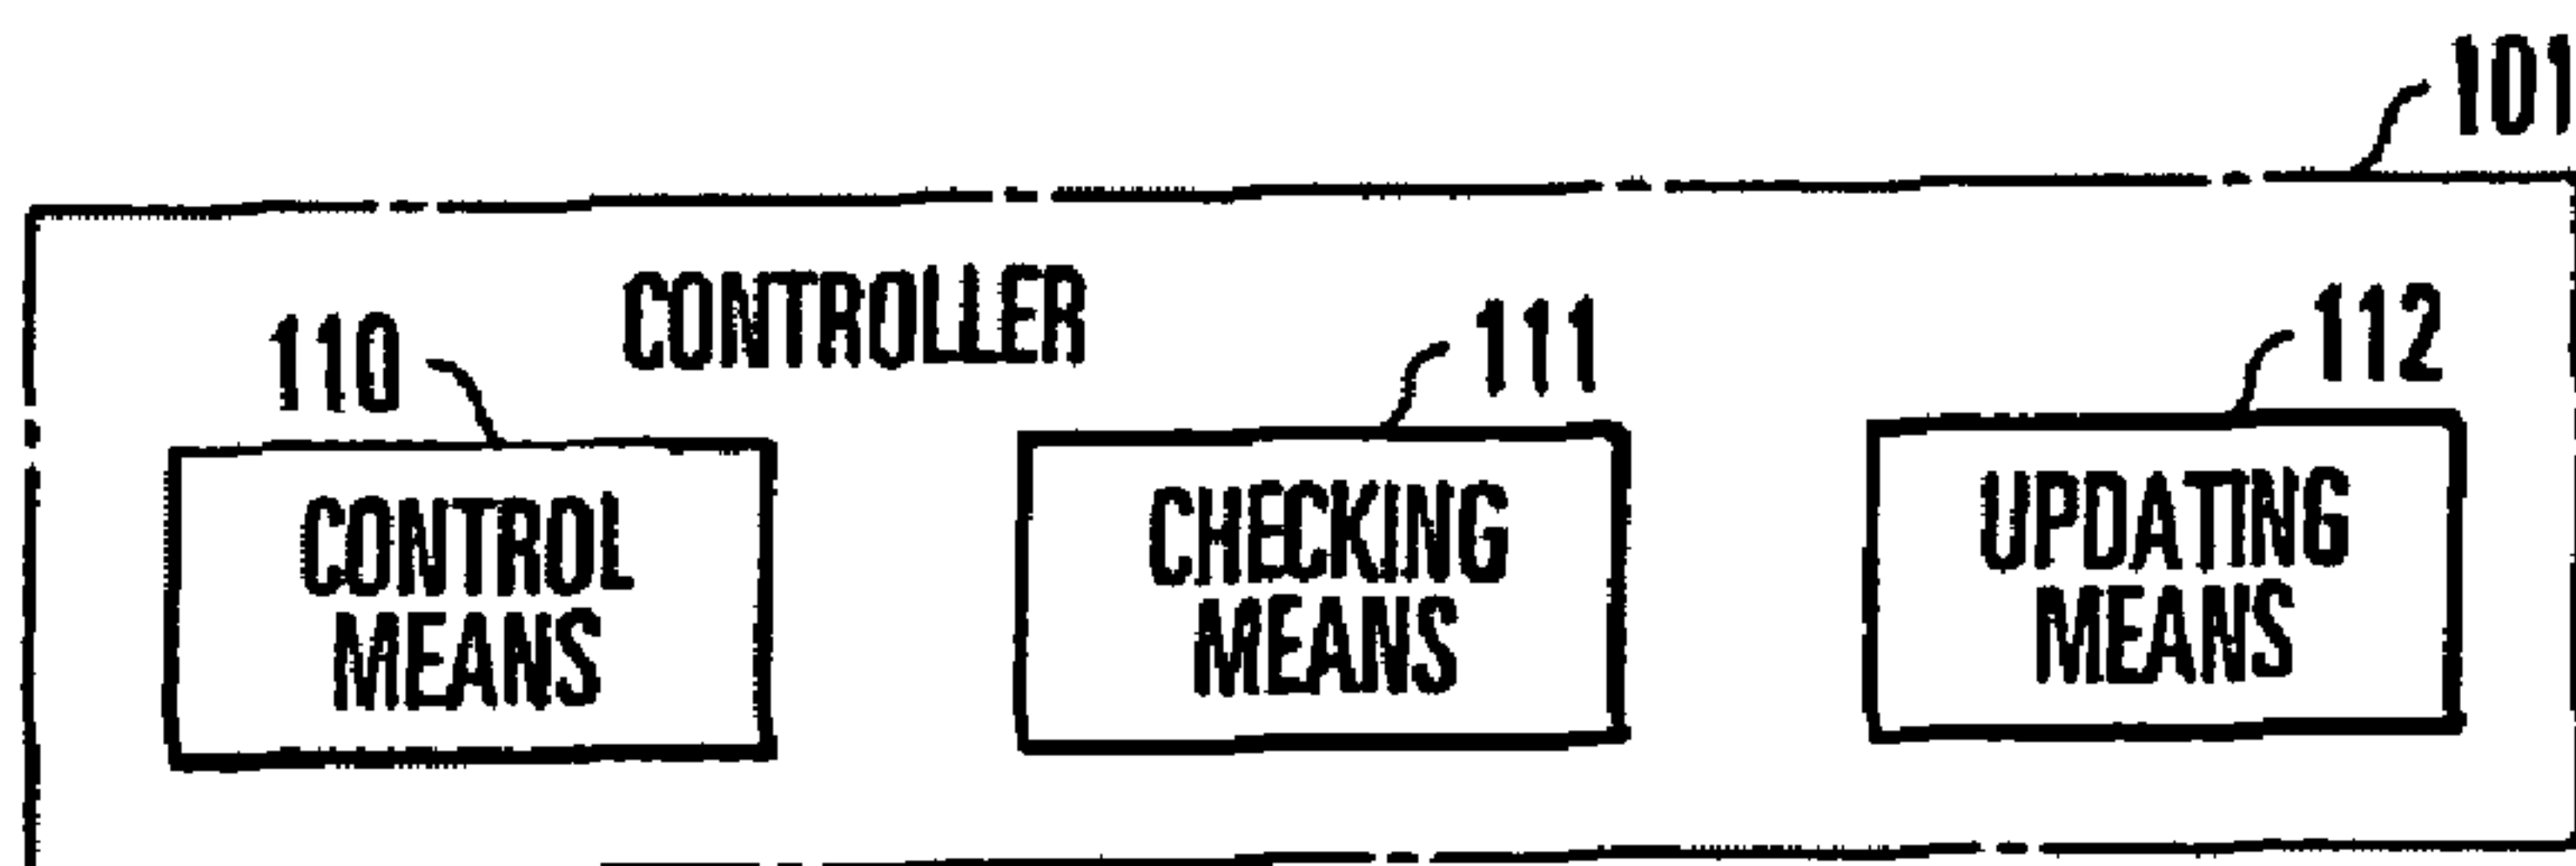 101
CONTROLLER
110
111
112
CONTROL
MEANS
CHECKING
MEANS
UPDATING
MEANS